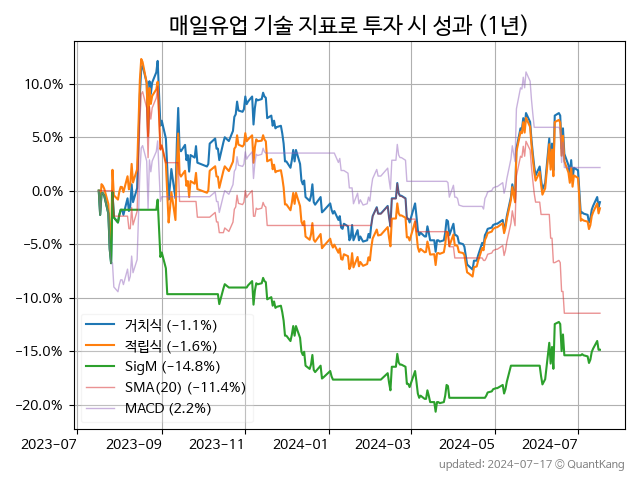 매일유업 기술 지표로 투자 시 성과 (1년)
10.0%
5.0%
0.0%
−5.0%
−10.0%
−15.0%
−20.0%
거치식 (−1.1%)
적립식 (−1.6%)
SigM (−14.8%)
SMA(20) (−11.4%)
MACD (2.2%)
2023-07 2023-09 2023-11 2024-01 2024-03 2024-05 2024-07
updated: 2024-07-17 © QuantKang